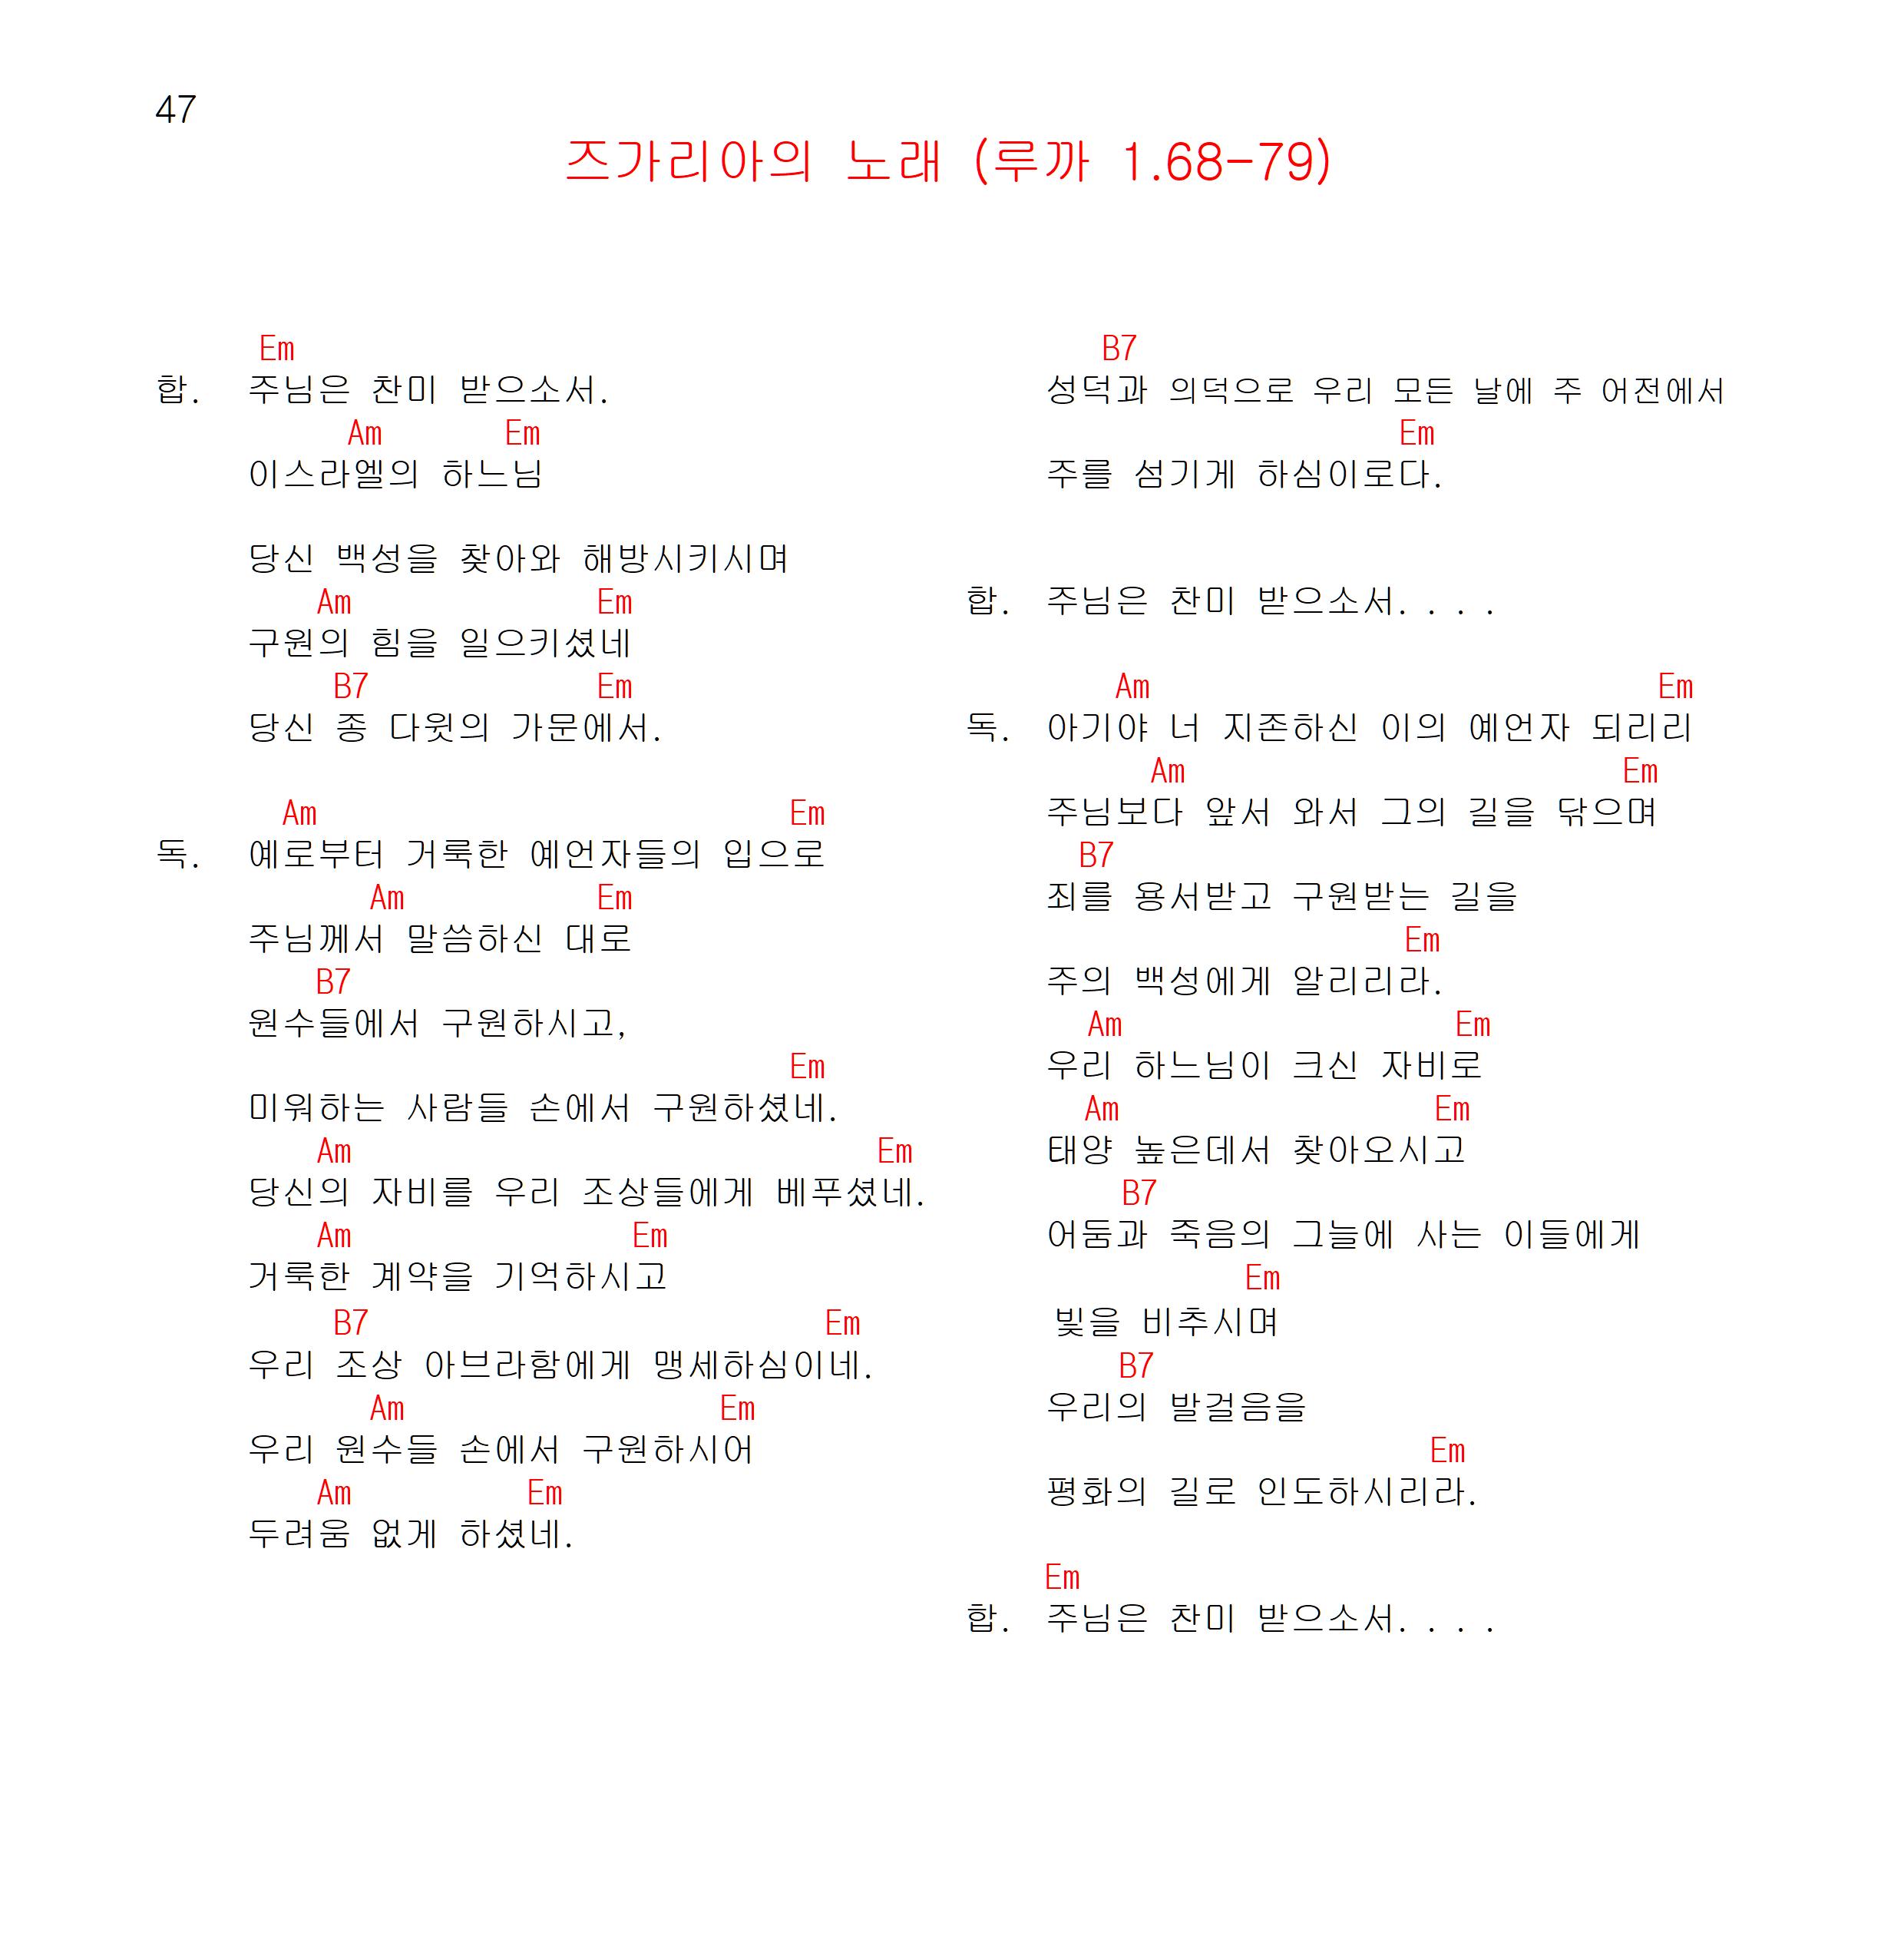 47
즈가리아의 노래 (루까 1.68-79)
Em
합. 주님은 찬미 받으소서.
Am Em
이스라엘의 하느님
당신 백성을 찾아와 해방시키시며
Am Em
구원의 힘을 일으키셨네
B7 Em
당신 종 다윗의 가문에서.
Am Em
독. 예로부터 거룩한 예언자들의 입으로
Am Em
주님께서 말씀하신 대로
B7
원수들에서 구원하시고,
Em
미워하는 사람들 손에서 구원하셨네.
Am Em
당신의 자비를 우리 조상들에게 베푸셨네.
Am Em
거룩한 계약을 기억하시고
B7 Em
우리 조상 아브라함에게 맹세하심이네.
Am Em
우리 원수들 손에서 구원하시어
Am Em
두려움 없게 하셨네.
B7
성덕과 의덕으로 우리 모든 날에 주 어전에서
Em
주를 섬기게 하심이로다.
합. 주님은 찬미 받으소서. . . .
Am Em
독. 아기야 너 지존하신 이의 예언자 되리리
Am Em
주님보다 앞서 와서 그의 길을 닦으며
B7
죄를 용서받고 구원받는 길을
Em
주의 백성에게 알리리라.
Am Em
우리 하느님이 크신 자비로
Am Em
태양 높은데서 찾아오시고
B7
어둠과 죽음의 그늘에 사는 이들에게
Em
빛을 비추시며
B7
우리의 발걸음을
Em
평화의 길로 인도하시리라.
Em
합. 주님은 찬미 받으소서. . . .